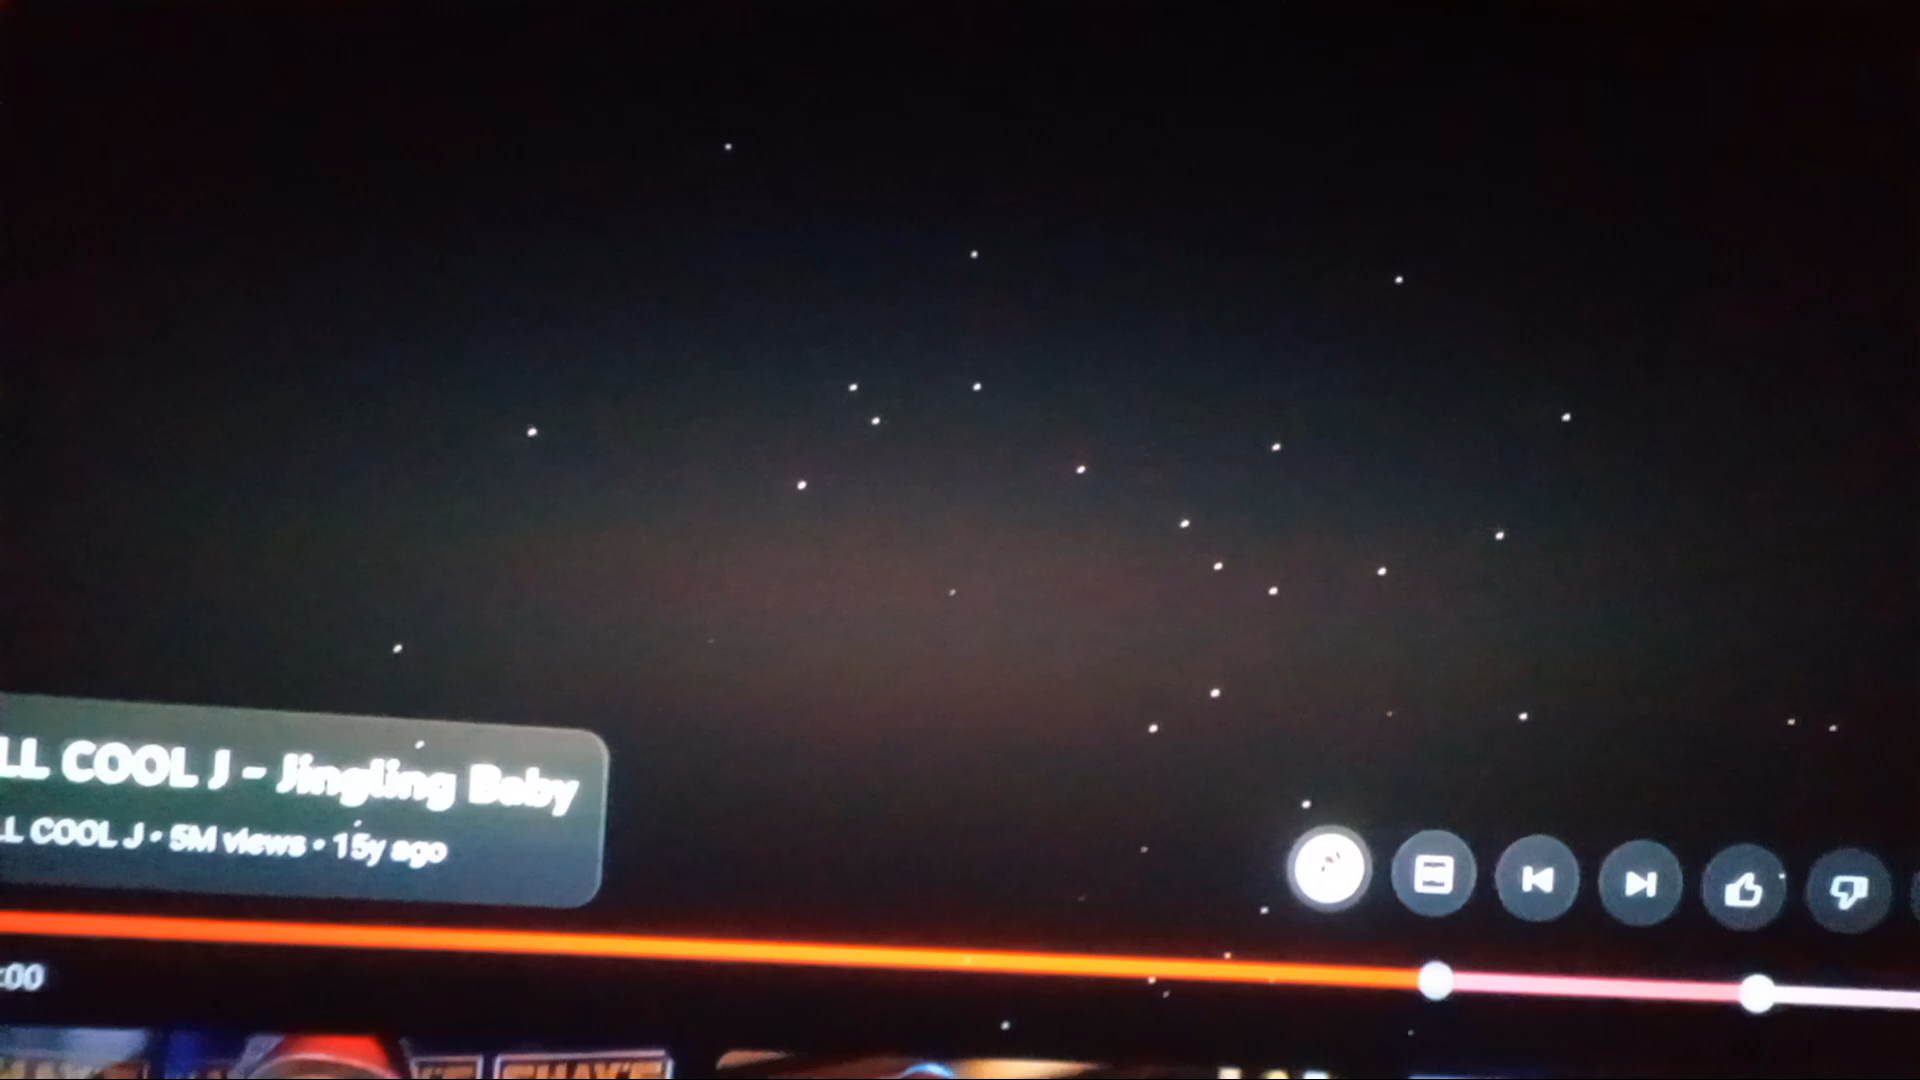 LL COOL J - Jingling Baby
LL COOL J • 5M views • 15y ago
:00